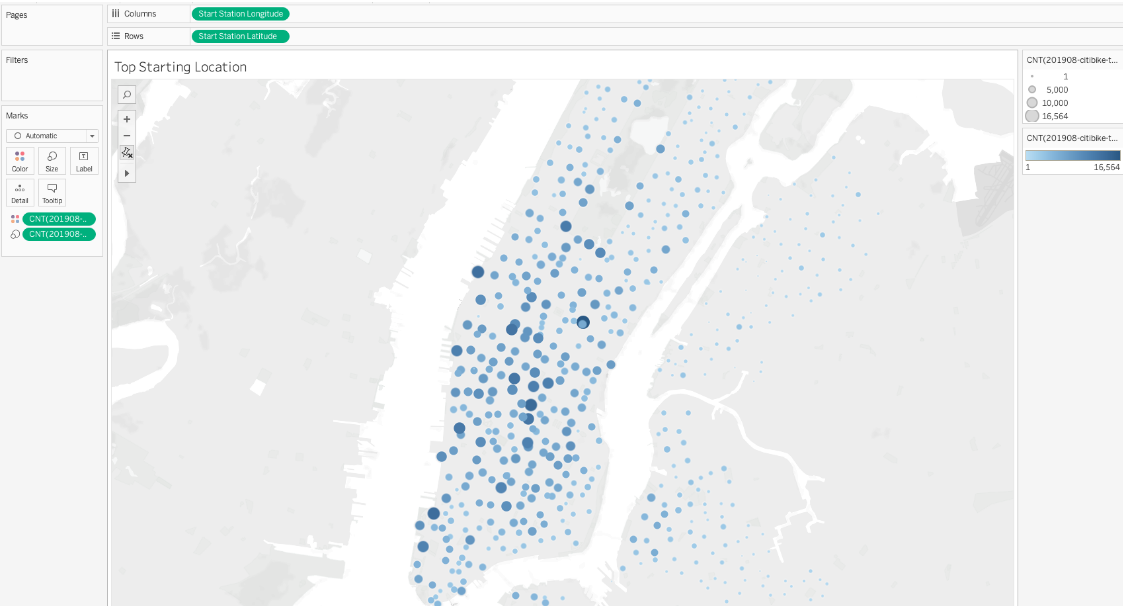 Pages
Columns
Start Station Longitude
Rows
Start Station Latitude
Filters
Marks
Automatic
Color
Size
Label
Detail
Tooltip
CNT(201908-...
CNT(201908-...
Top Starting Location
CNT(201908-citibike-t...
1
5,000
10,000
16,564
CNT(201908-citibike-t...
1
16,564